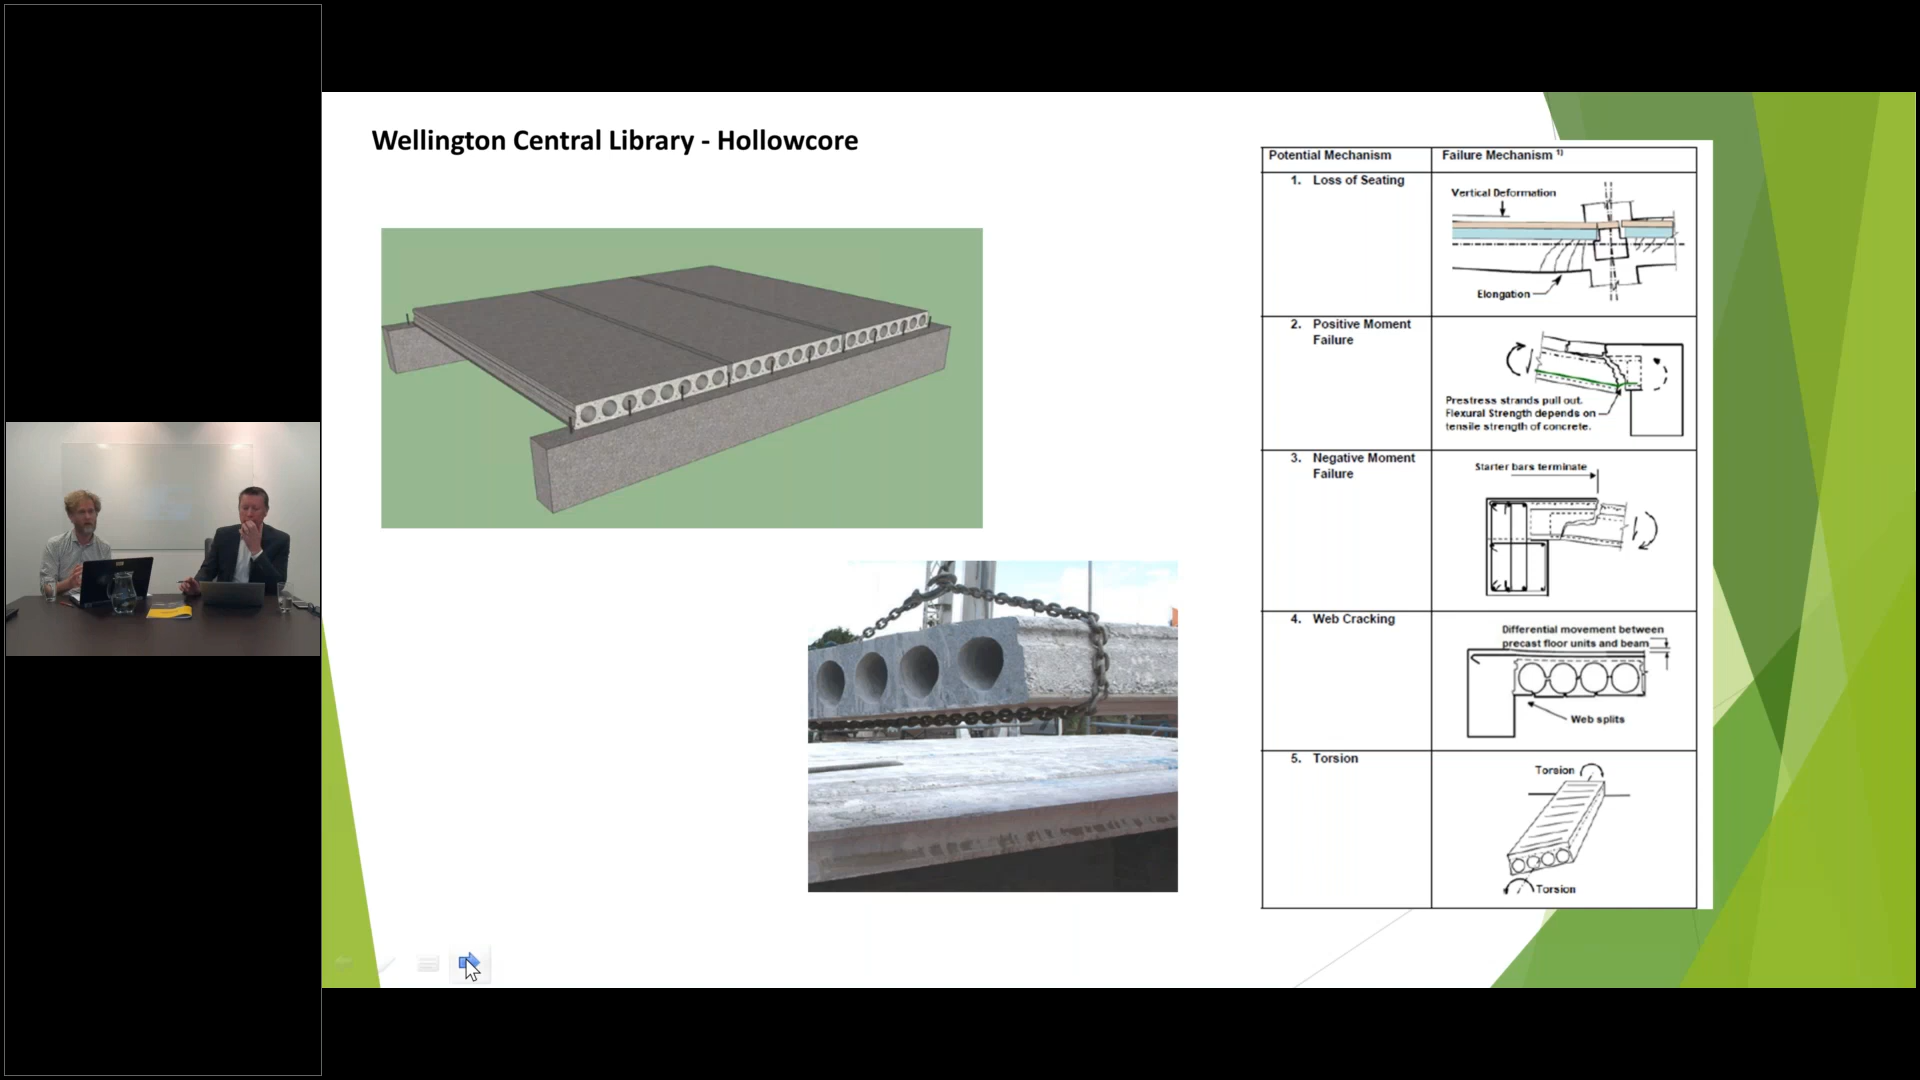 Wellington Central Library - Hollowcore
Potential Mechanism
Failure Mechanism 1)
1. Loss of Seating
Vertical Deformation
Elongation
2. Positive Moment
Failure
Prestress strands pull out.
Flexural Strength depends on
tensile strength of concrete.
3. Negative Moment
Failure
Starter bars terminate
4. Web Cracking
Differential movement between
precast floor units and beam
Web splits
5. Torsion
Torsion
Torsion